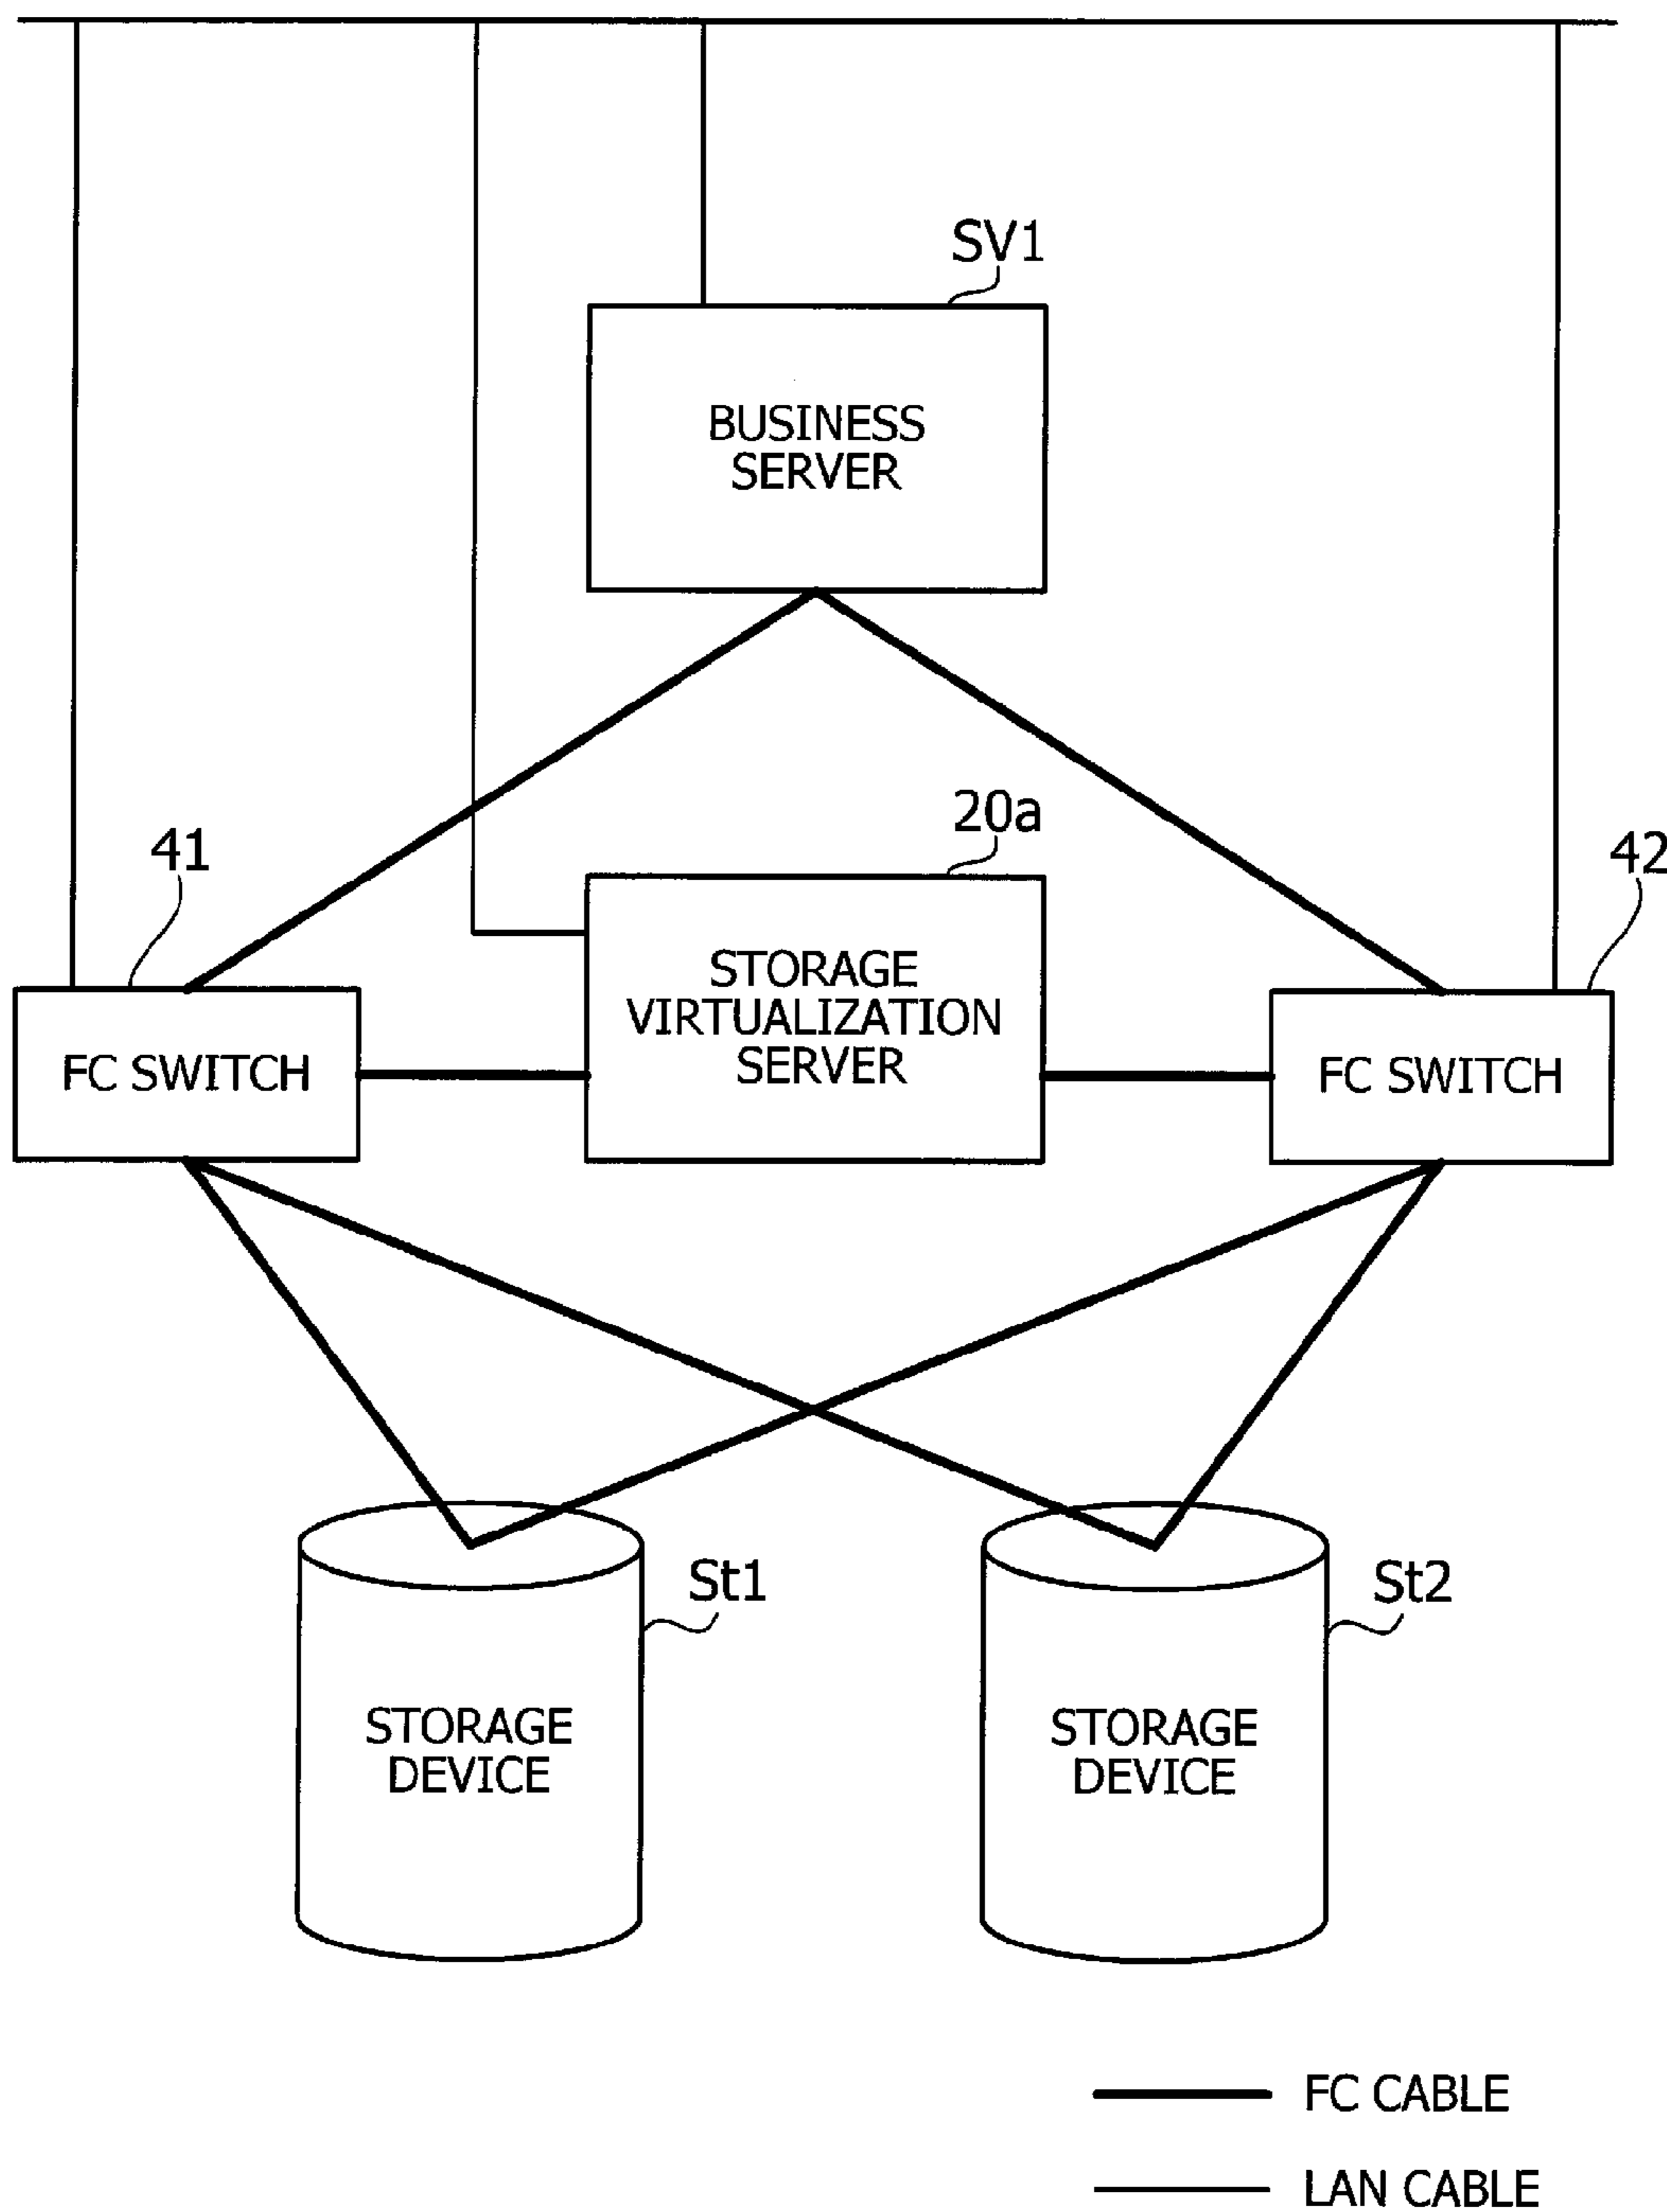 SV1
BUSINESS
SERVER
20a
41
42
STORAGE
VIRTUALIZATION
SERVER
FC SWITCH
FC SWITCH
St1
St2
STORAGE
DEVICE
STORAGE
DEVICE
FC CABLE
LAN CABLE